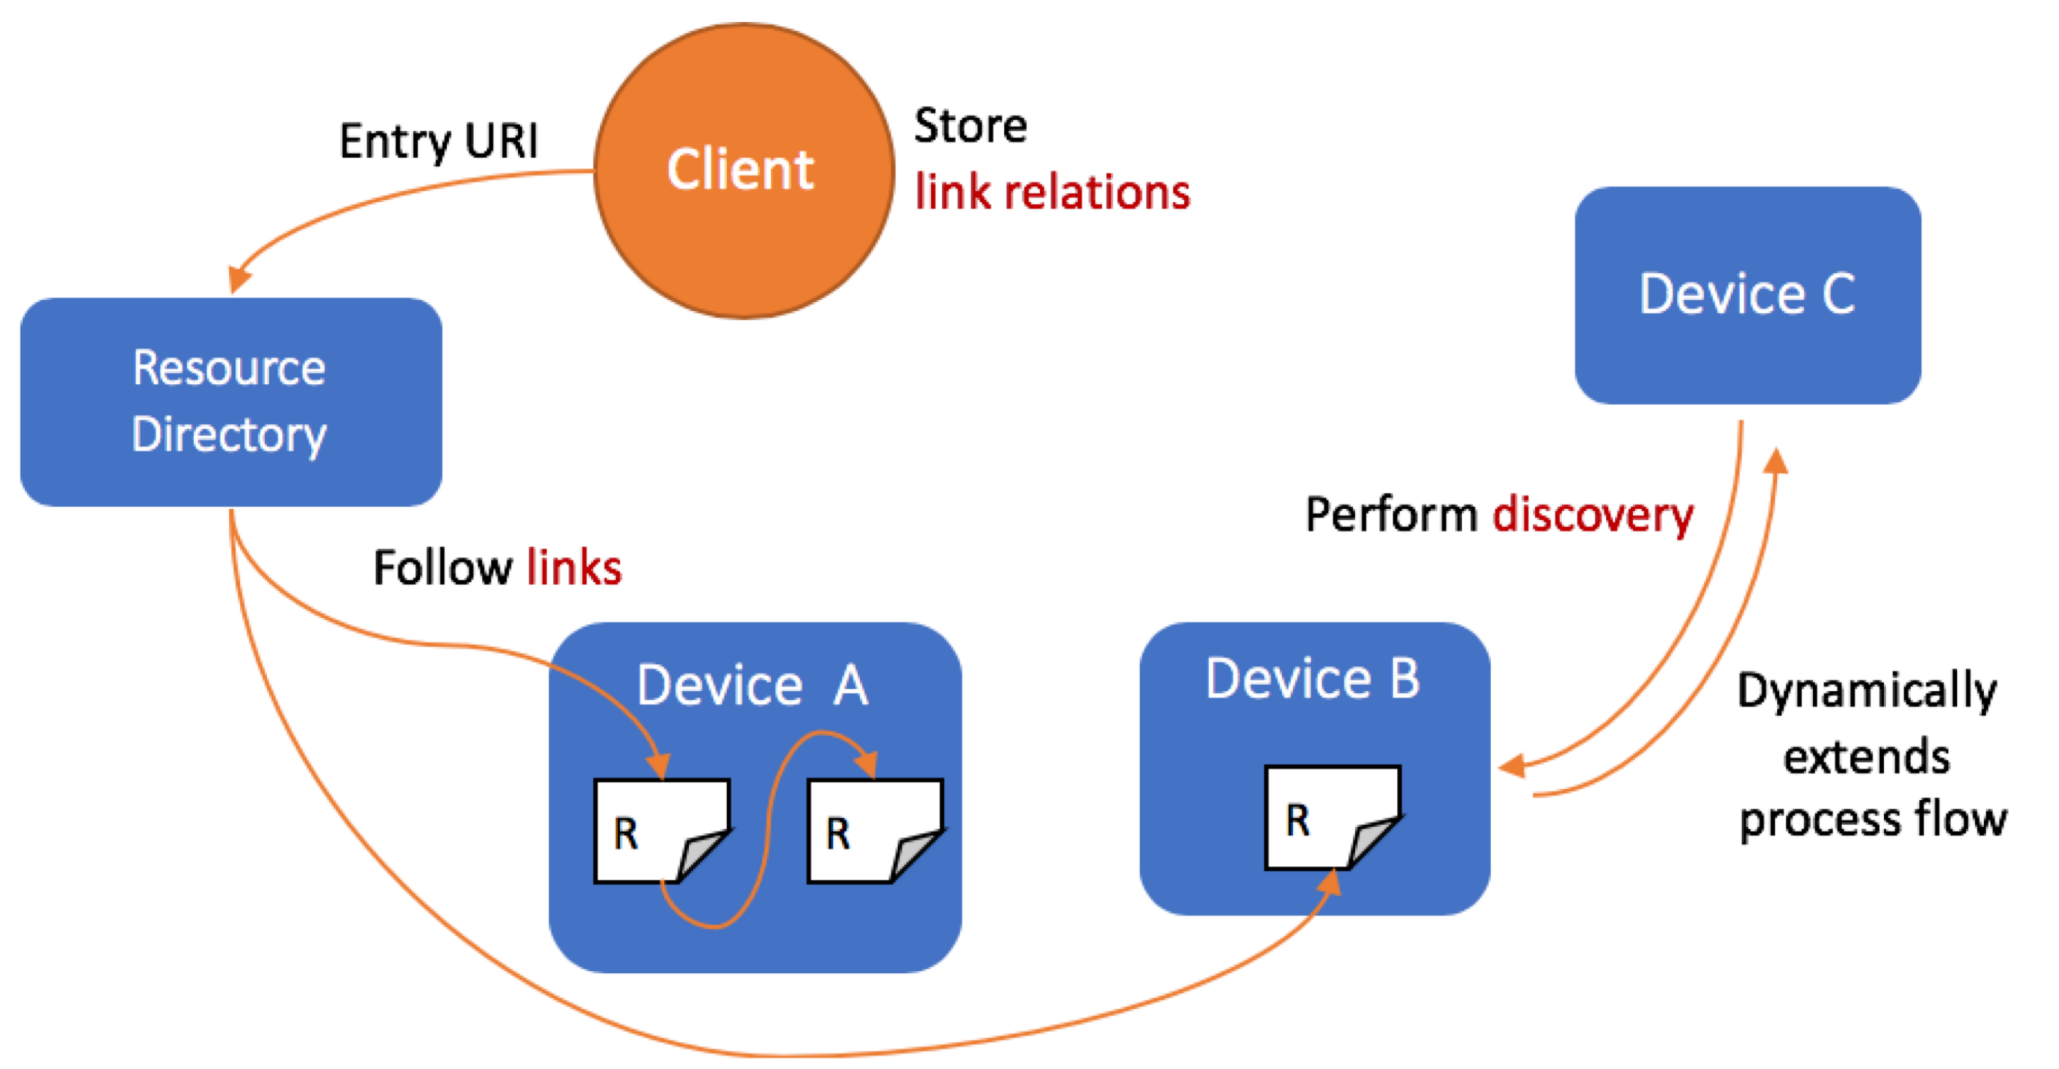 Entry URI
Client
Store
link relations
Resource
Directory
Device C
Follow links
Perform discovery
Device A
R
R
Device B
R
Dynamically
extends
process flow